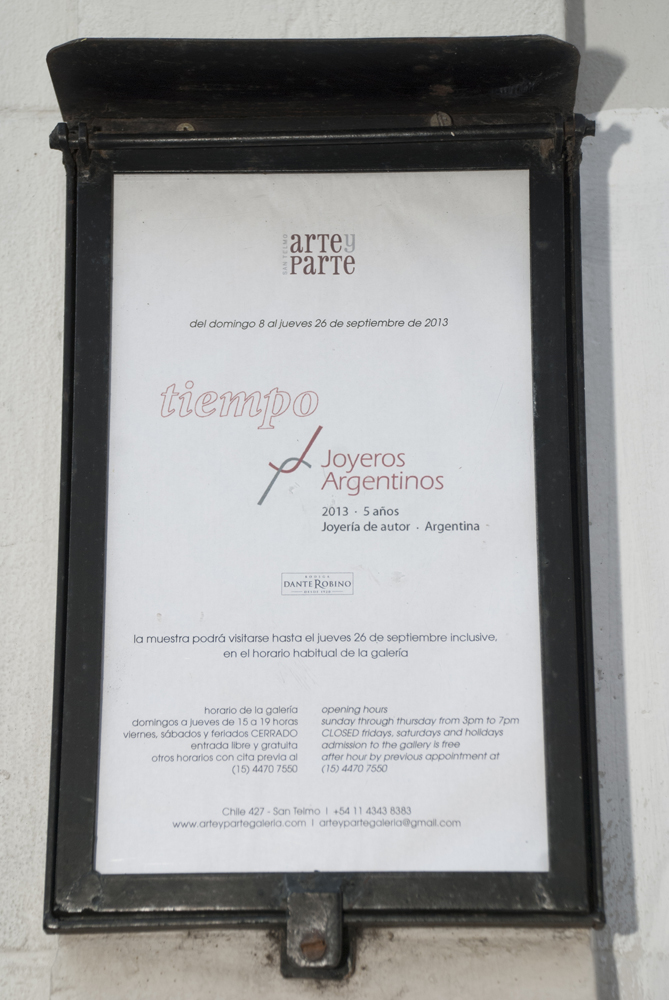 SAN TELMO
arte y
parte
del domingo 8 al jueves 26 de septiembre de 2013
tiempo
Joyeros
Argentinos
2013 · 5 años
Joyería de autor · Argentina
BODEGA
DANTE ROBINO
DESDE 1920
la muestra podrá visitarse hasta el jueves 26 de septiembre inclusive,
en el horario habitual de la galería
horario de la galería
domingos a jueves de 15 a 19 horas
viernes, sábados y feriados CERRADO
entrada libre y gratuita
otros horarios con cita previa al
(15) 4470 7550
opening hours
sunday through thursday from 3pm to 7pm
CLOSED fridays, saturdays and holidays
admission to the gallery is free
after hour by previous appointment at
(15) 4470 7550
Chile 427 - San Telmo | +54 11 4343 8383
www.arteypartegaleria.com | arteypartegaleria@gmail.com